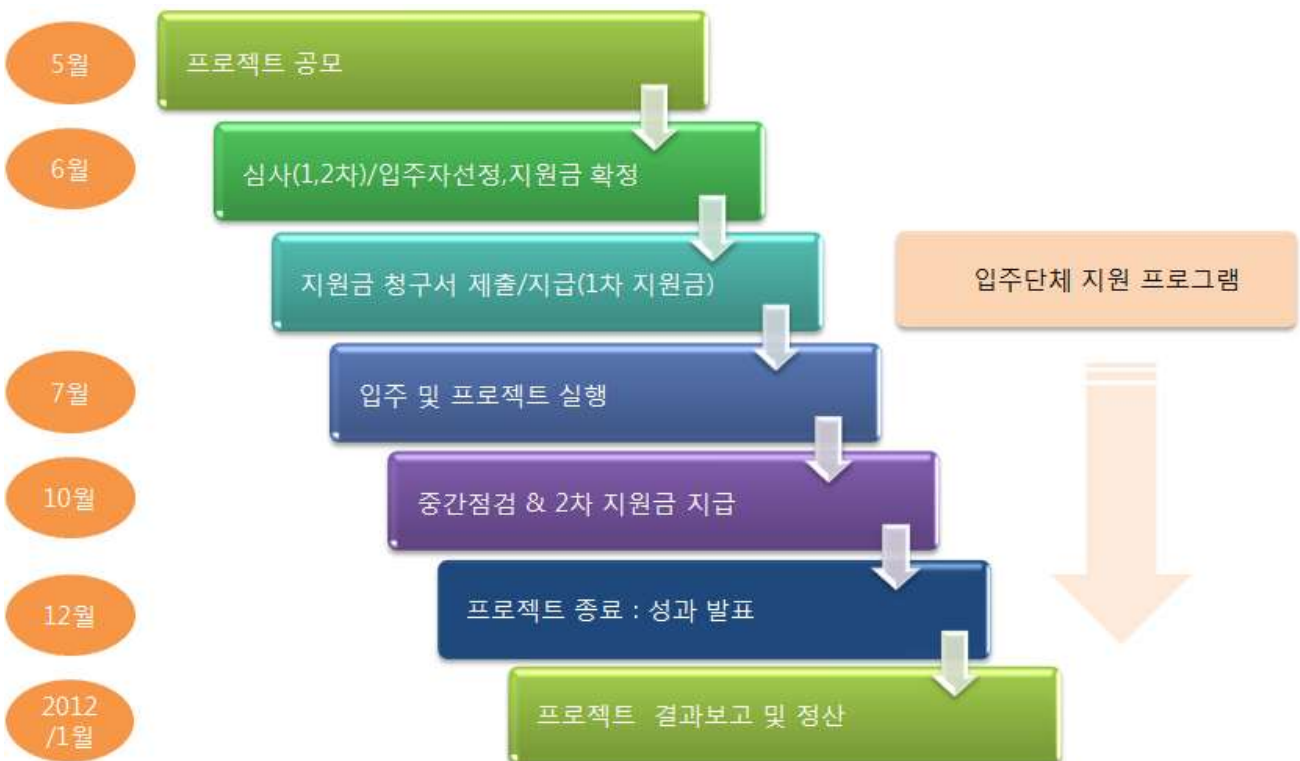 5월
프로젝트 공모
6월
심사(1,2차)/입주자선정,지원금 확정
지원금 청구서 제출/지급(1차 지원금)
입주단체 지원 프로그램
7월
입주 및 프로젝트 실행
10월
중간점검 & 2차 지원금 지급
12월
프로젝트 종료 : 성과 발표
2012
/1월
프로젝트 결과보고 및 정산